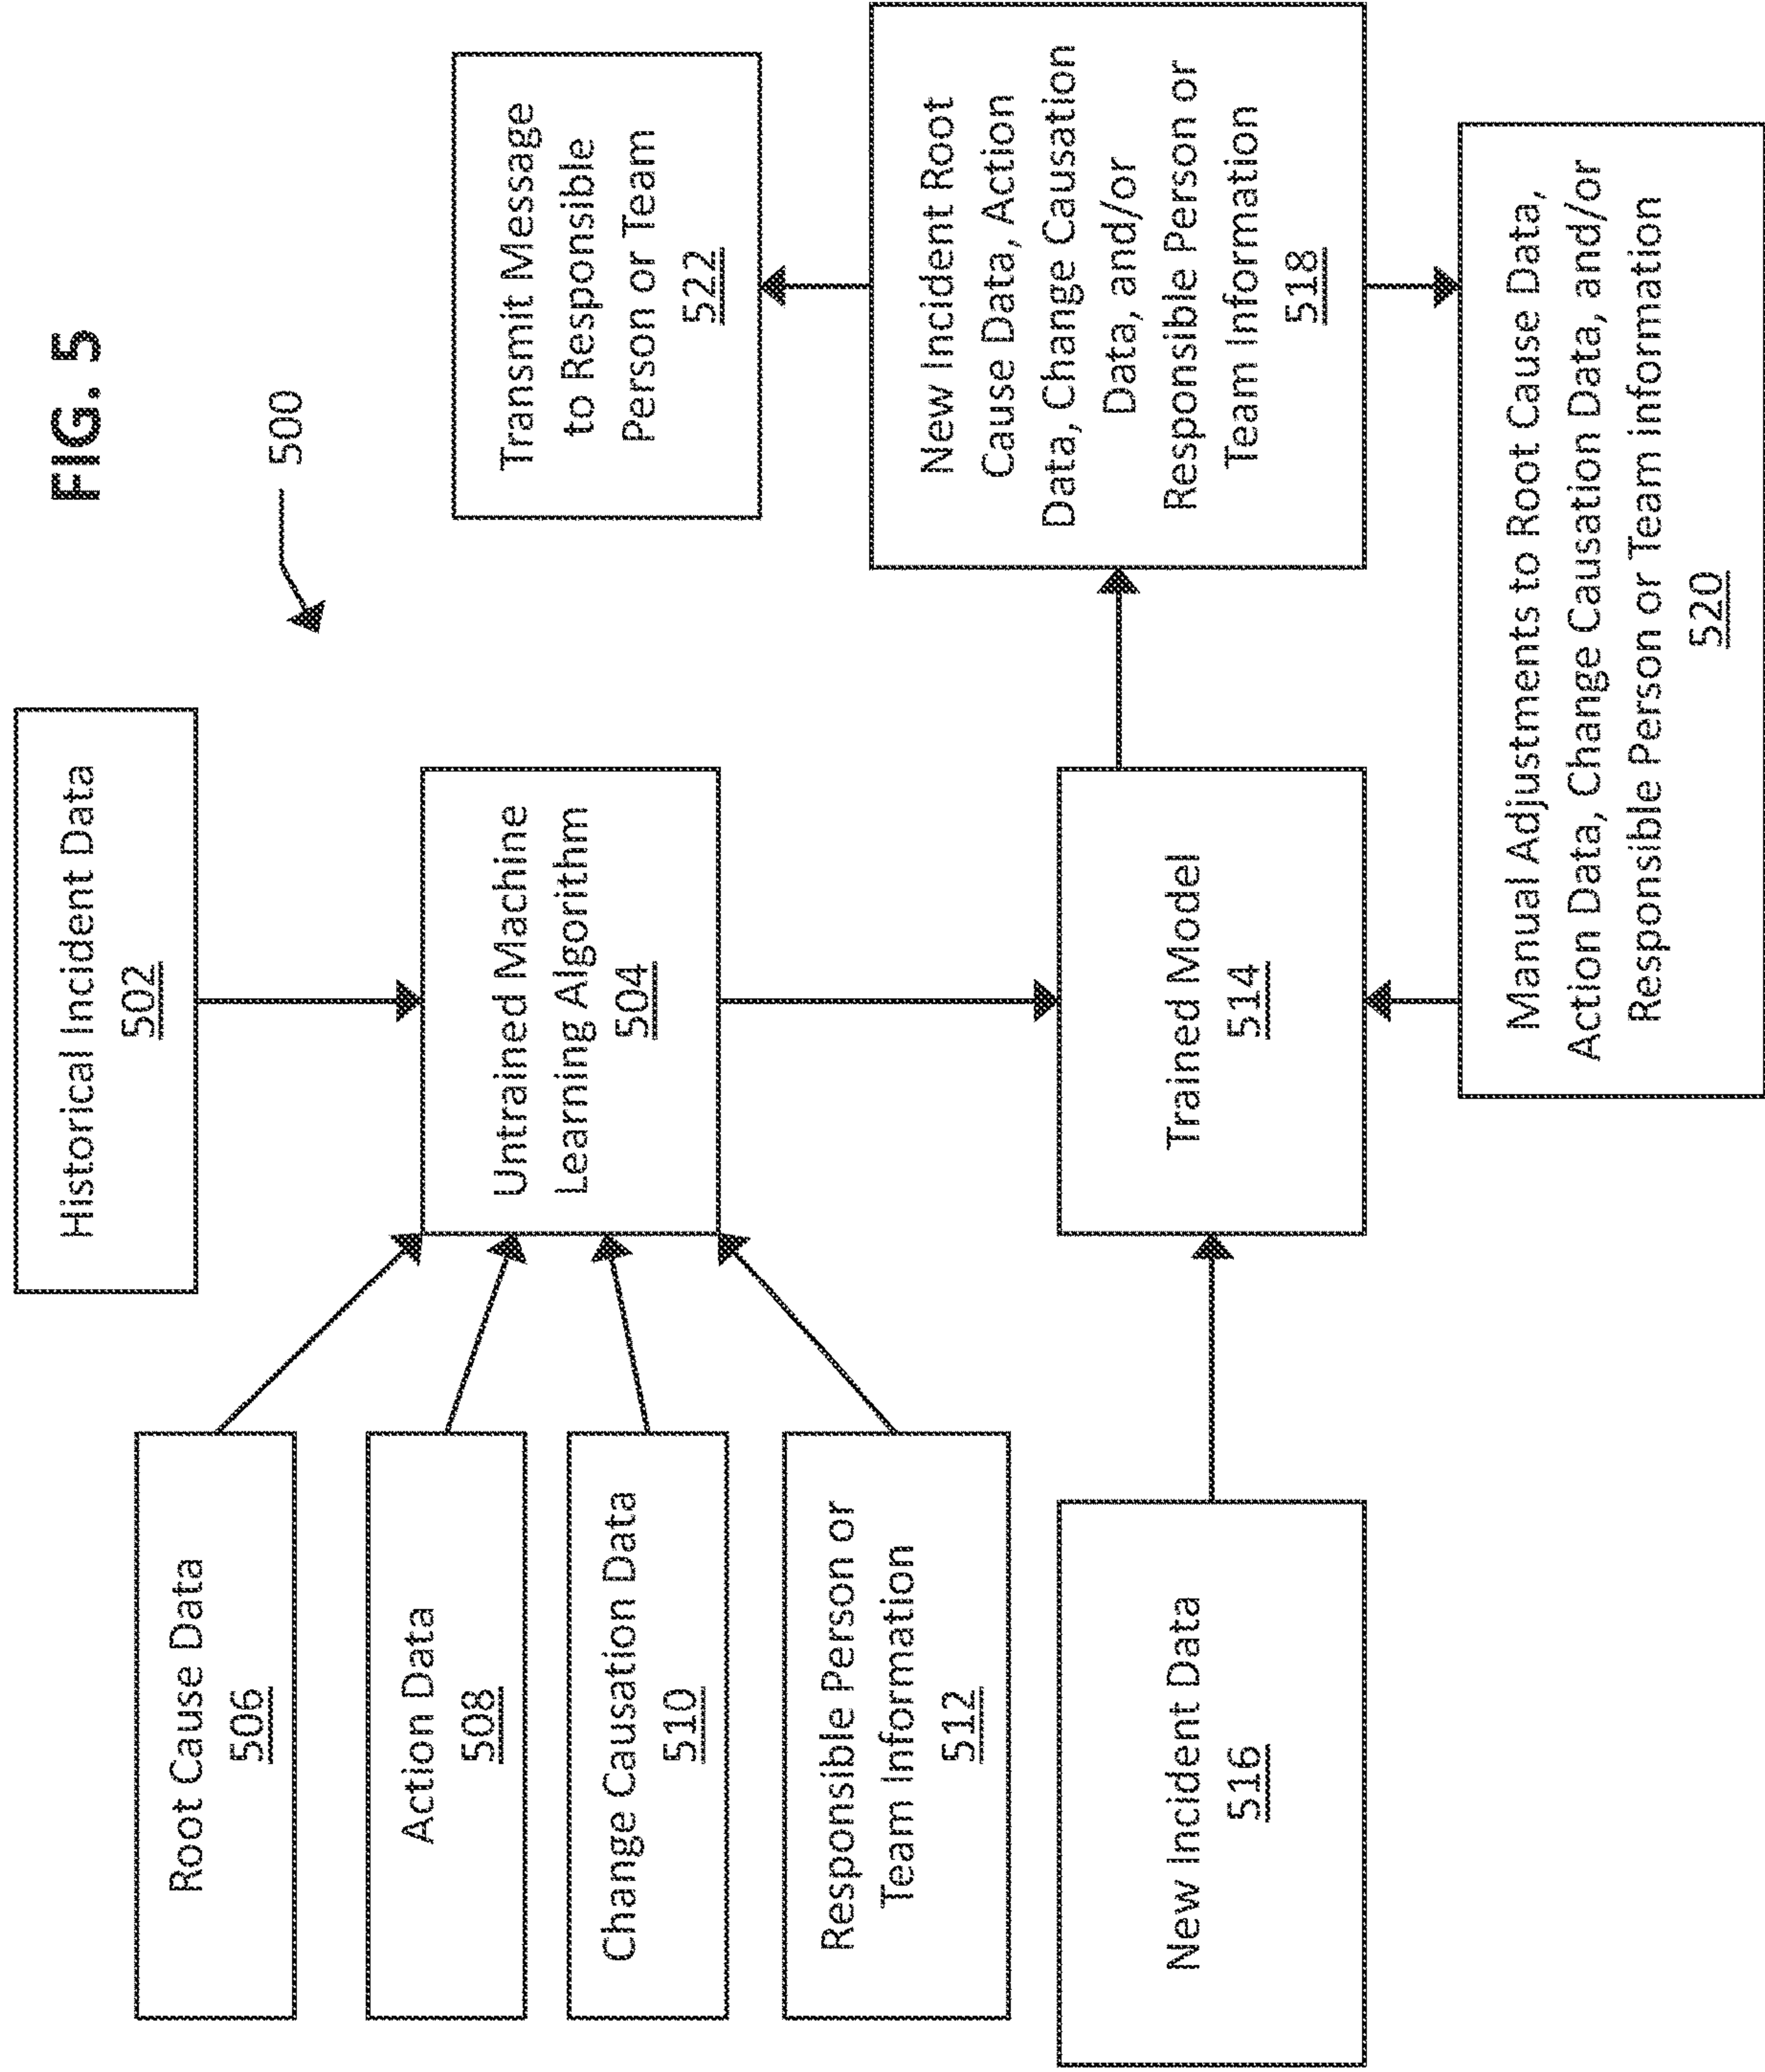 FIG. 5
500
Historical Incident Data
502
Root Cause Data
506
Action Data
508
Change Causation Data
510
Responsible Person or
Team Information
512
Untrained Machine
Learning Algorithm
504
Transmit Message
to Responsible
Person or Team
522
New Incident Data
516
Trained Model
514
New Incident Root
Cause Data, Action
Data, Change Causation
Data, and/or
Responsible Person or
Team Information
518
Manual Adjustments to Root Cause Data,
Action Data, Change Causation Data, and/or
Responsible Person or Team information
520